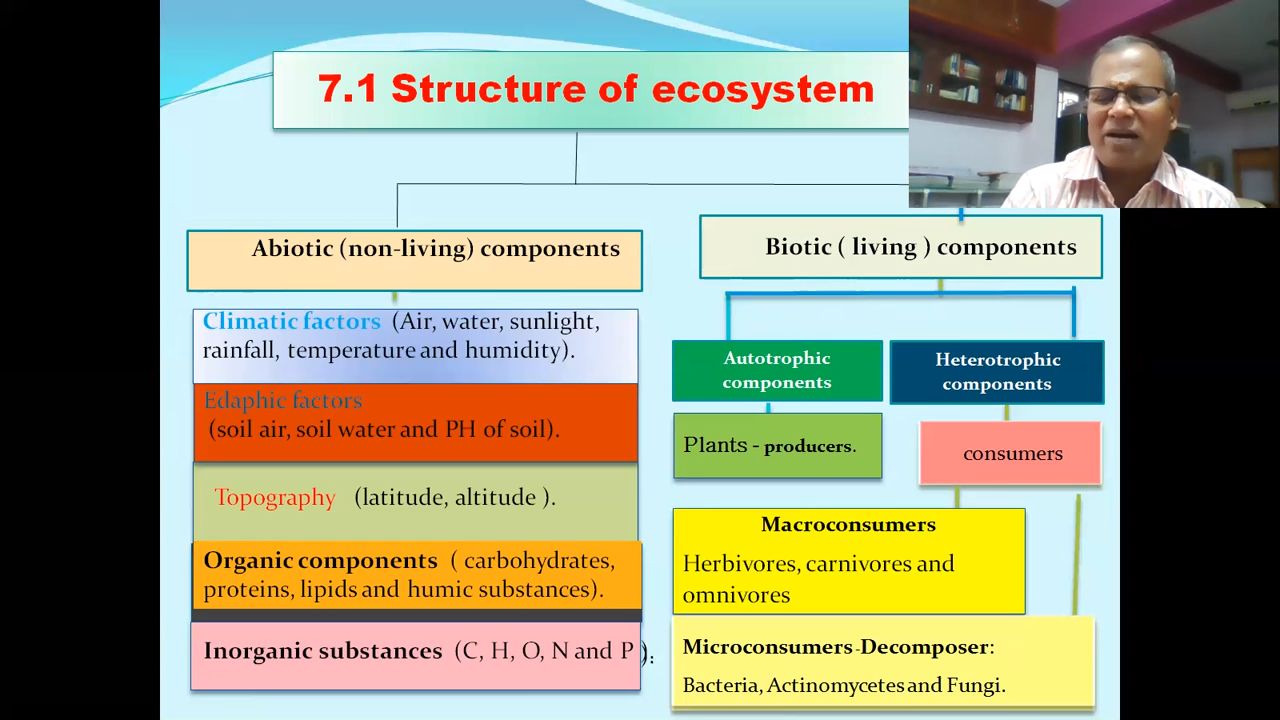 7.1 Structure of ecosystem
Abiotic (non-living) components
Climatic factors (Air, water, sunlight,
rainfall, temperature and humidity).
Edaphic factors
(soil air, soil water and PH of soil).
Topography (latitude, altitude ).
Organic components ( carbohydrates,
proteins, lipids and humic substances).
Inorganic substances (C, H, O, N and P ).:
Biotic ( living ) components
Autotrophic
components
Plants - producers.
Heterotrophic
components
consumers
Macroconsumers
Herbivores, carnivores and
omnivores
Microconsumers -Decomposer:
Bacteria, Actinomycetes and Fungi.